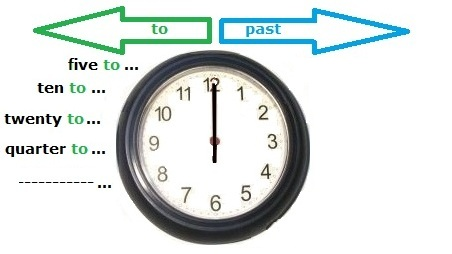 to past
five to ...
ten to ...
twenty to...
quarter to ...
----------- ...
12
11 1
10 2
9 3
8 4
7 5
6